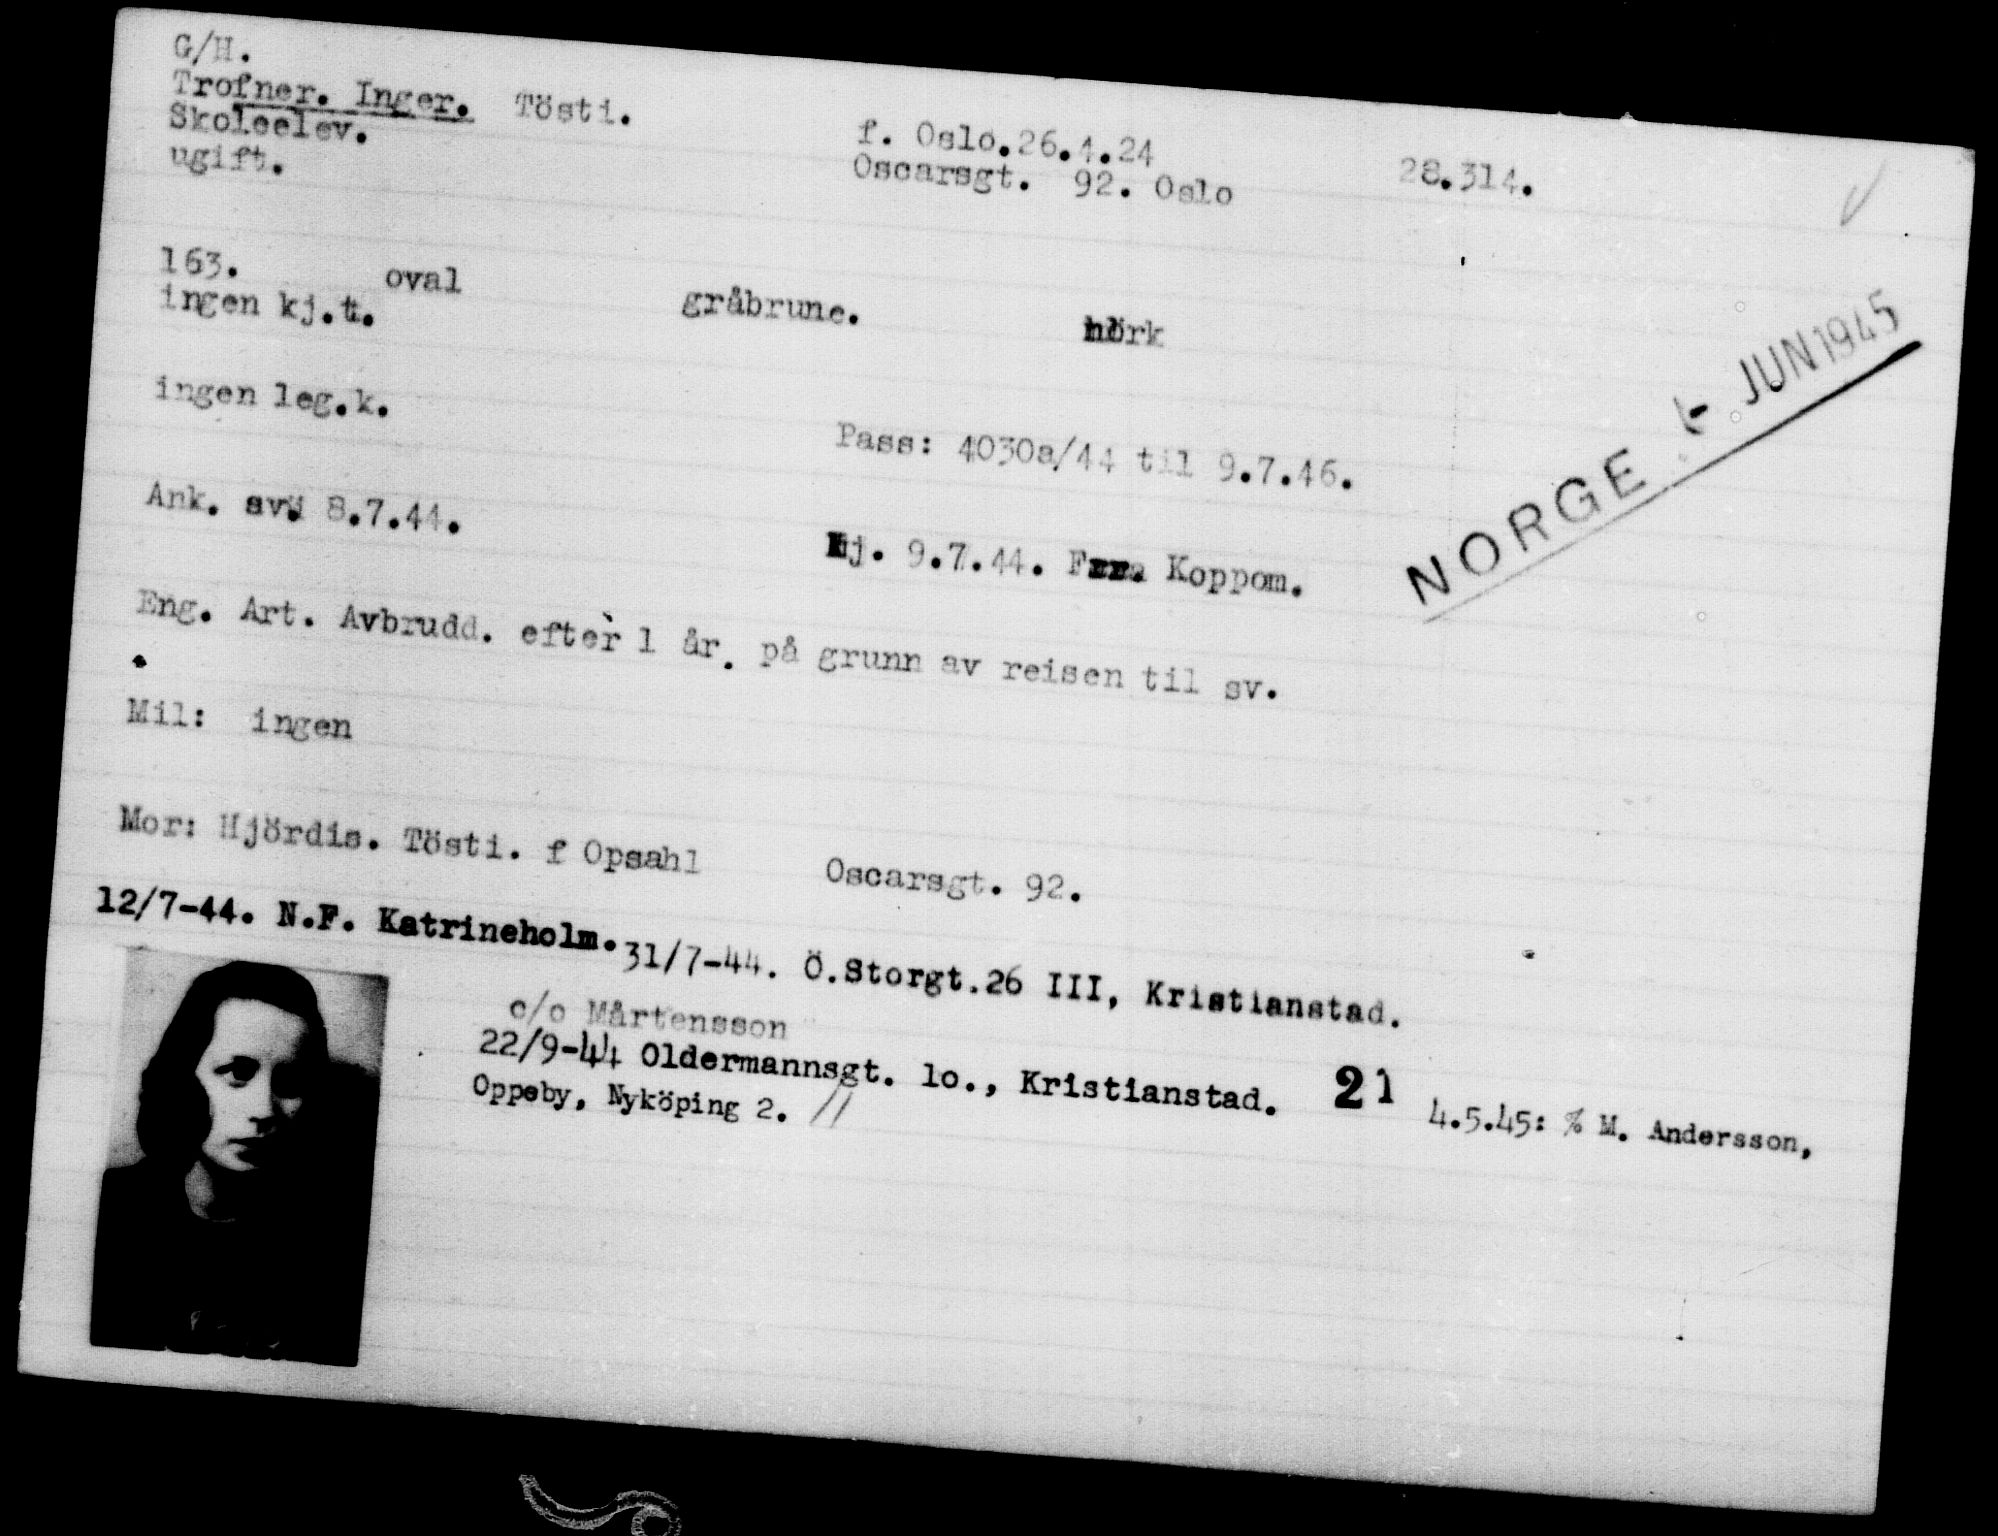 G/H.
Trofner. Inger. Tösti.
Skoleelev.
ugift.
f. Oslo.26.4.24
Oscarsgt. 92. Oslo
28.314.
163. oval gråbrune. mörk
ingen kj.t.
NORGE - JUN 1945
ingen leg.k.
Pass: 4030a/44 til 9.7.46.
Ank. sv. 8.7.44.
Kj. 9.7.44. Fra Koppom.
Eng. Art. Avbrudd. efter 1 år. på grunn av reisen til sv.
Mil: ingen
Mor: Hjördis. Tösti. f Opsahl Oscarsgt. 92.
12/7-44. N.F. Katrineholm. 31/7-44. Ö.Storgt.26 III, Kristianstad.
c/o Mårtensson
22/9-44 Oldermannsgt. 1o., Kristianstad. 21 4.5.45: % M. Andersson,
Oppeby, Nyköping 2. //